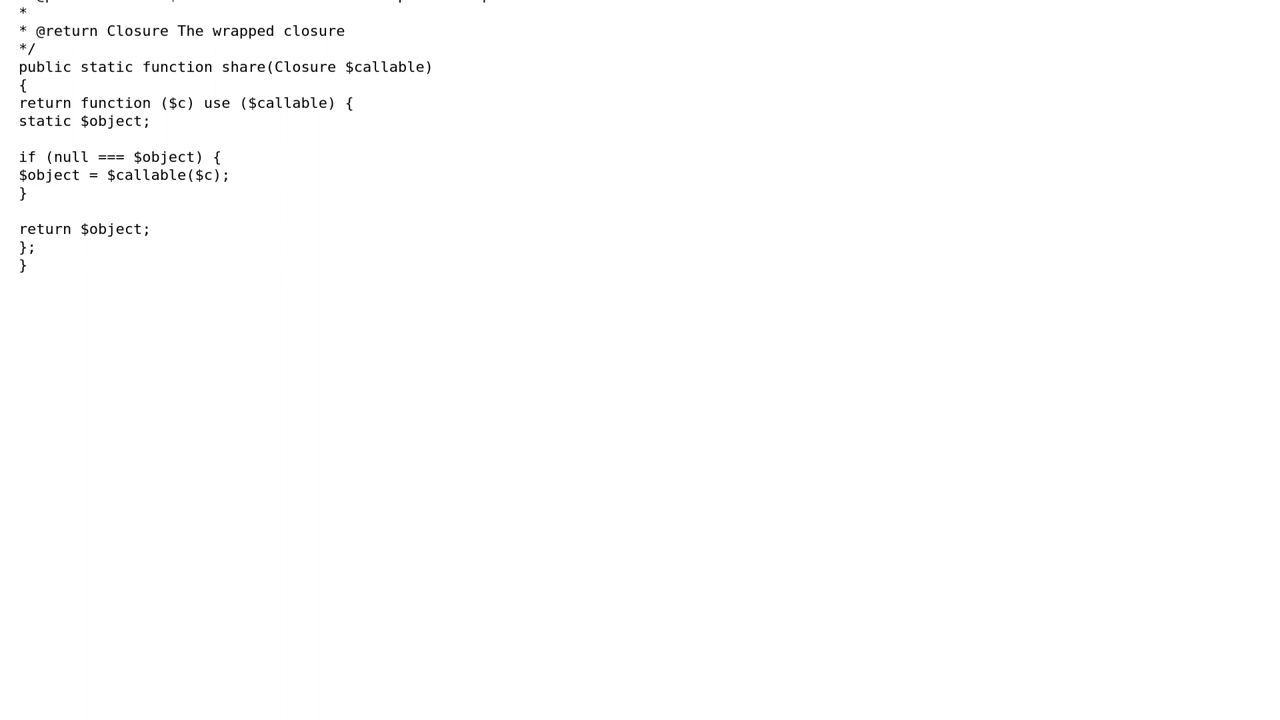 *
* @return Closure The wrapped closure
*/
public static function share(Closure $callable)
{
return function ($c) use ($callable) {
static $object;

if (null === $object) {
$object = $callable($c);
}

return $object;
};
}